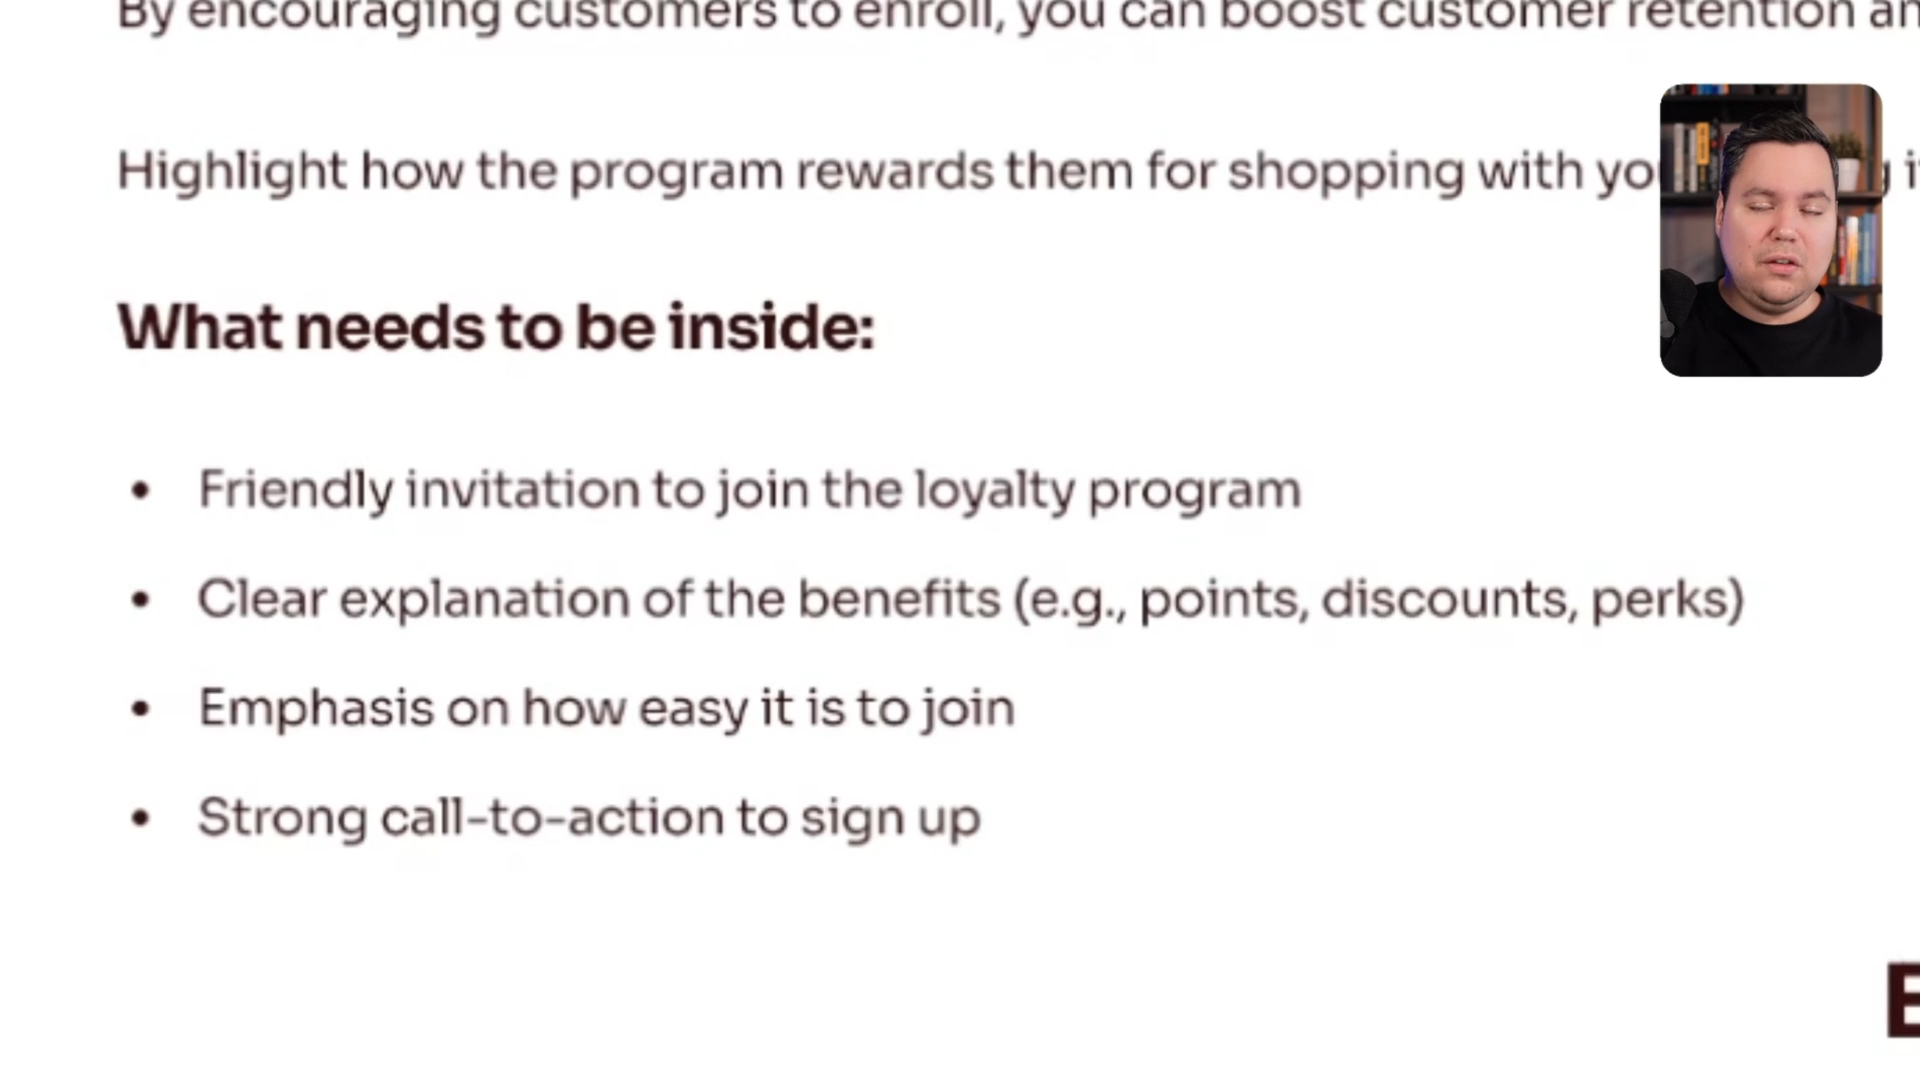 By encouraging customers to enroll, you can boost customer retention an
Highlight how the program rewards them for shopping with yo
What needs to be inside:
• Friendly invitation to join the loyalty program
• Clear explanation of the benefits (e.g., points, discounts, perks)
• Emphasis on how easy it is to join
• Strong call-to-action to sign up